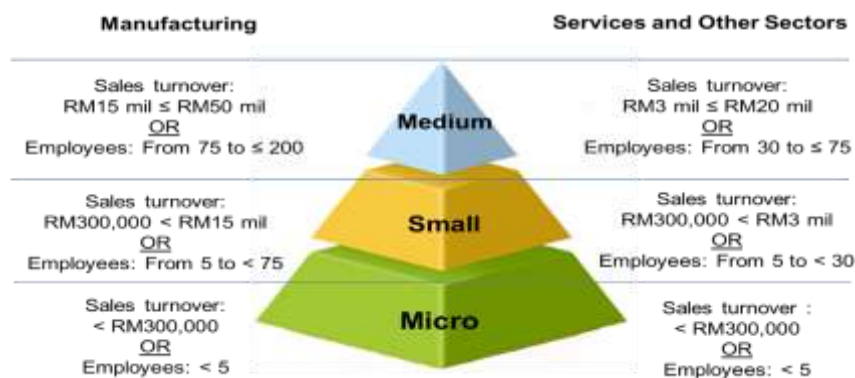 Manufacturing
Services and Other Sectors
Sales turnover:
RM15 mil ≤ RM50 mil
OR
Employees: From 75 to ≤ 200
Medium
Sales turnover:
RM3 mil ≤ RM20 mil
OR
Employees: From 30 to ≤ 75
Sales turnover:
RM300,000 < RM15 mil
OR
Employees: From 5 to < 75
Small
Sales turnover:
RM300,000 < RM3 mil
OR
Employees: From 5 to < 30
Sales turnover:
< RM300,000
OR
Employees: < 5
Micro
Sales turnover :
< RM300,000
OR
Employees: < 5